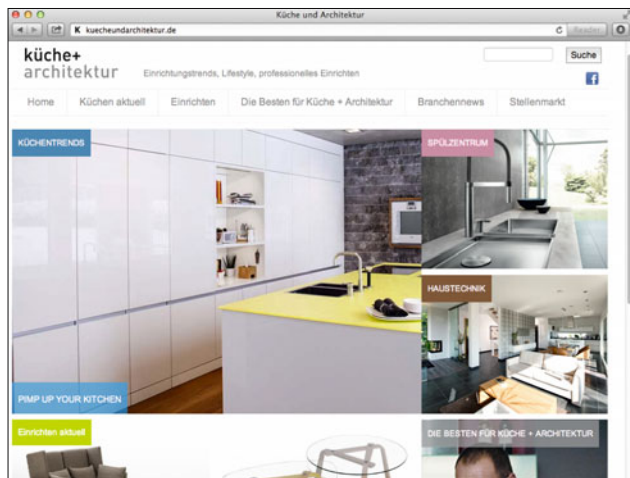 Küche und Architektur
K kuecheundarchitektur.de
Reader
küche+
architektur
Einrichtungstrends, Lifestyle, professionelles Einrichten
Suche
f
Home Küchen aktuell Einrichten Die Besten für Küche + Architektur Branchennews Stellenmarkt
KÜCHENTRENDS
SPÜLZENTRUM
HAUSTECHNIK
PIMP UP YOUR KITCHEN
Einrichten aktuell
DIE BESTEN FÜR KÜCHE + ARCHITEKTUR